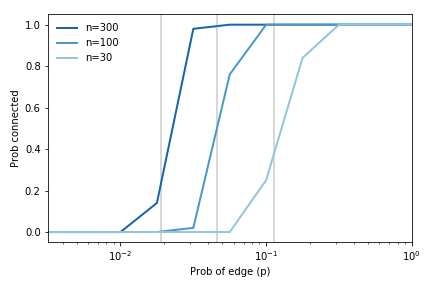 1.0
0.8
0.6
0.4
0.2
0.0
Prob connected
n=300
n=100
n=30
10⁻²
10⁻¹
10⁰
Prob of edge (p)